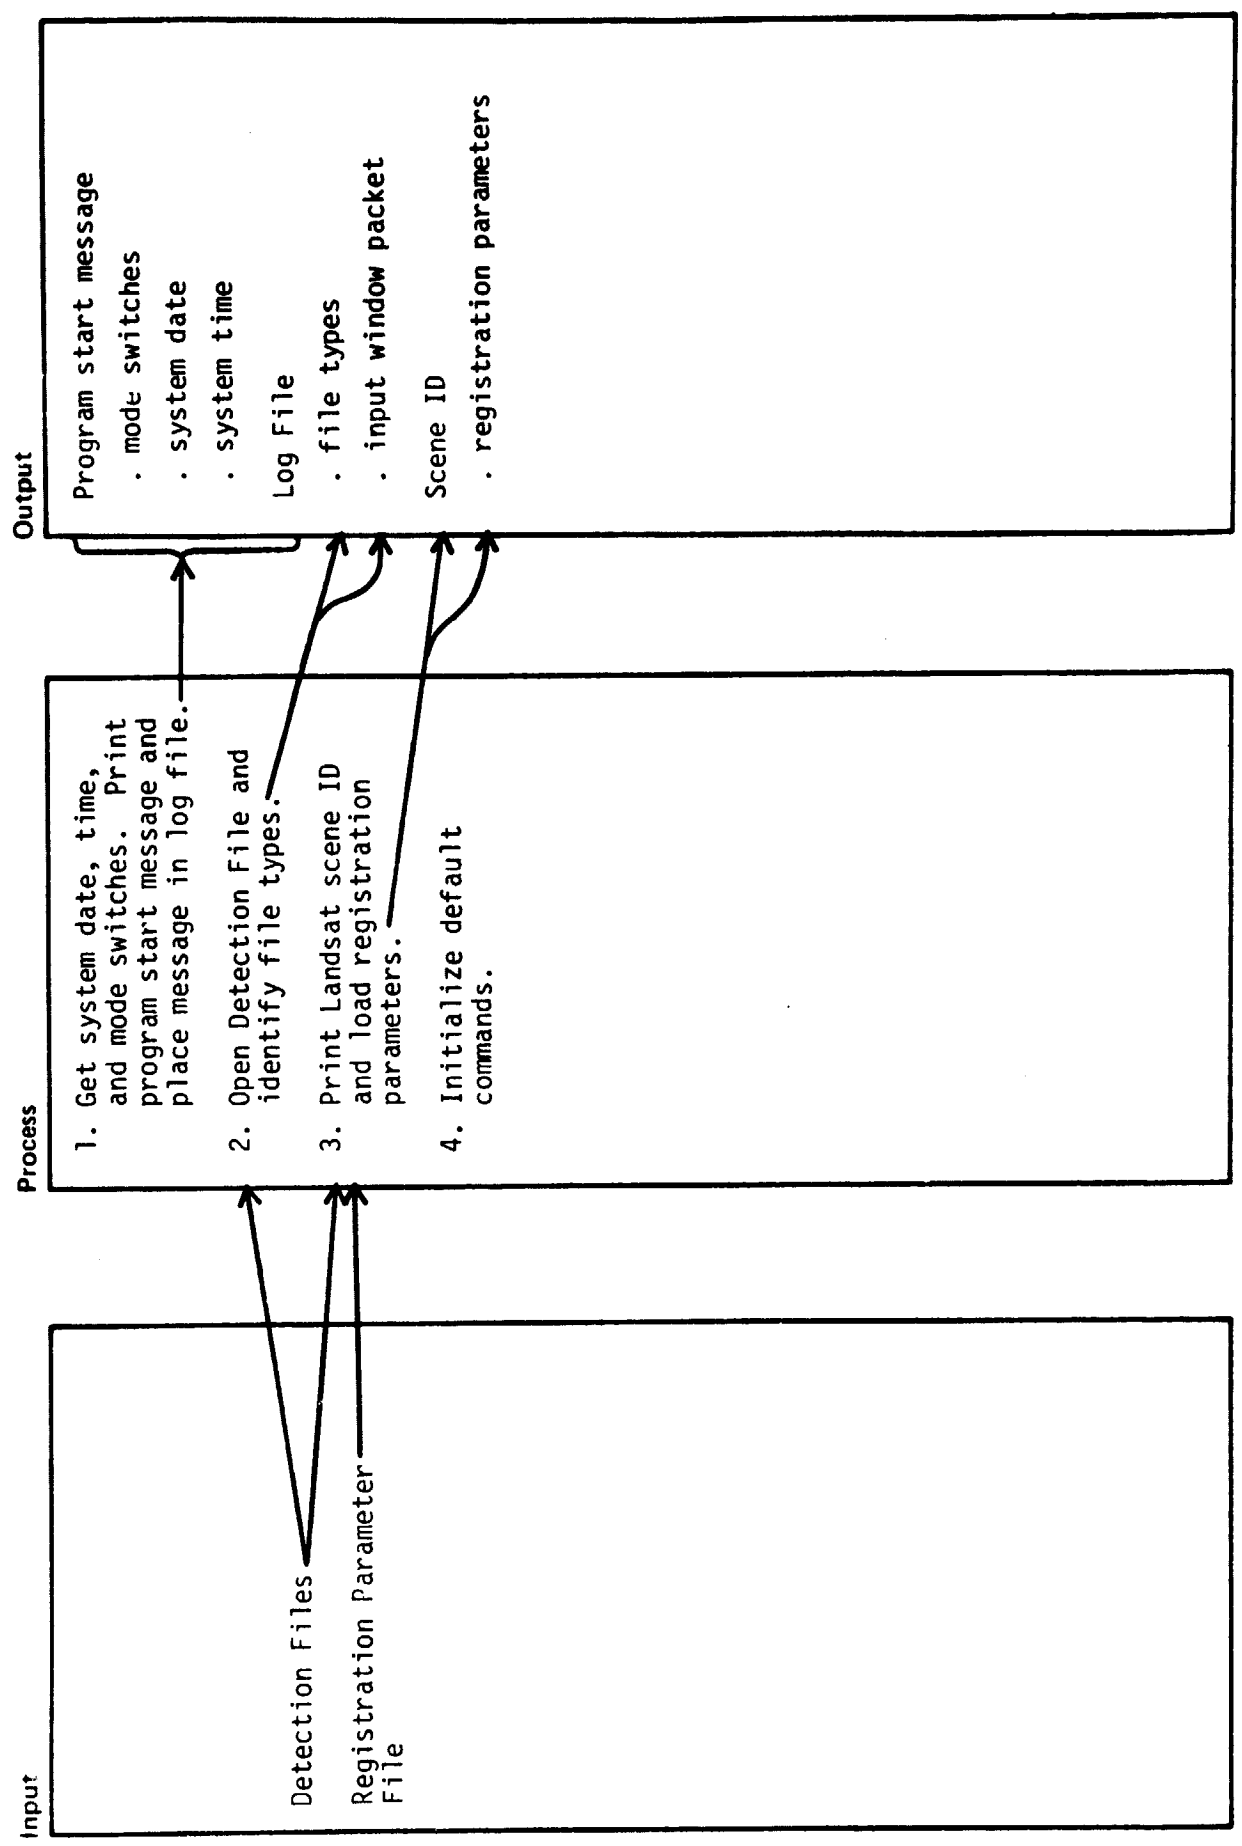 Input
Detection Files
Registration Parameter
File
Process
1. Get system date, time,
and mode switches. Print
program start message and
place message in log file.
2. Open Detection File and
identify file types.
3. Print Landsat scene ID
and load registration
parameters.
4. Initialize default
commands.
Output
Program start message
. mode switches
. system date
. system time
Log File
. file types
. input window packet
Scene ID
. registration parameters